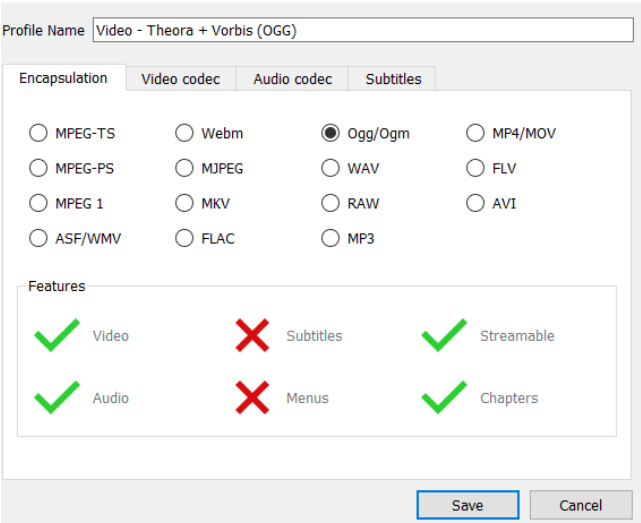 Profile Name Video - Theora + Vorbis (OGG)
Encapsulation Video codec Audio codec Subtitles
MPEG-TS Webm Ogg/Ogm MP4/MOV
MPEG-PS MJPEG WAV FLV
MPEG 1 MKV RAW AVI
ASF/WMV FLAC MP3
Features
Video Subtitles Streamable
Audio Menus Chapters
Save Cancel